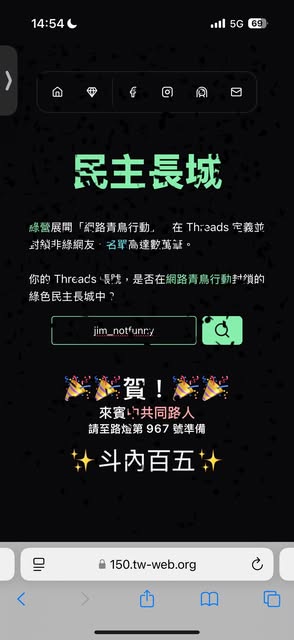 14:54
5G
69
民主長城
綠營展開「網路青鳥行動」 在 Threads 定義並
封鎖非綠網友，名單高達數萬筆。
你的 Threads 帳號，是否在網路青鳥行動封鎖的
綠色民主長城中？
jim_notfunny
🎉🎉賀！🎉🎉
來賓中共同路人
請至路燈第 967 號準備
✨斗內百五✨
150.tw-web.org